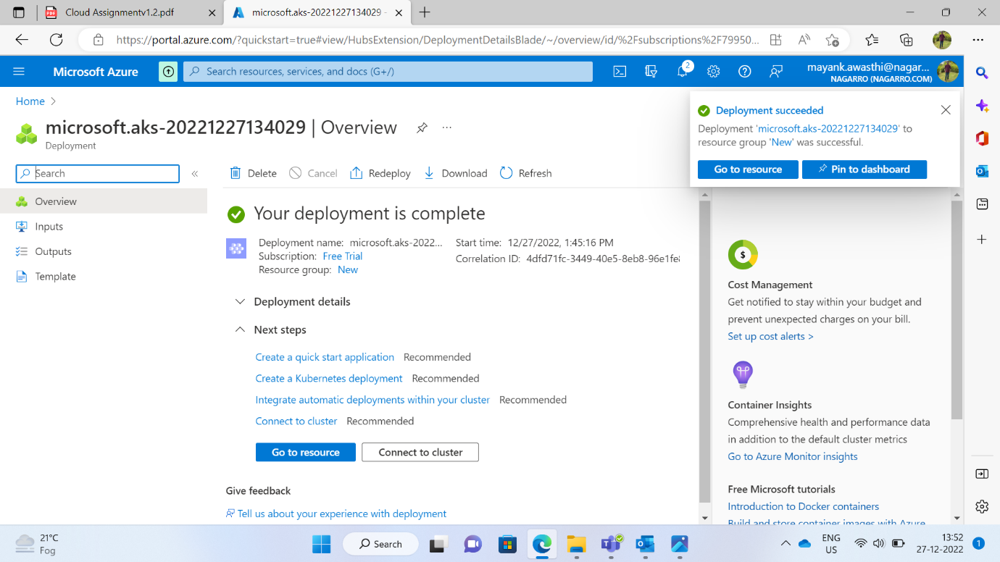 Cloud Assignmentv1.2.pdf
microsoft.aks-20221227134029 -
https://portal.azure.com/?quickstart=true#view/HubsExtension/DeploymentDetailsBlade/~/overview/id/%2Fsubscriptions%2F79950...
Microsoft Azure
Search resources, services, and docs (G+/)
2
mayank.awasthi@nagar...
NAGARRO (NAGARRO.COM)
Home
microsoft.aks-20221227134029 | Overview
Deployment
Deployment succeeded
Deployment 'microsoft.aks-20221227134029' to
resource group 'New' was successful.
Go to resource
Pin to dashboard
Search
Delete
Cancel
Redeploy
Download
Refresh
Overview
Inputs
Outputs
Template
Your deployment is complete
Deployment name: microsoft.aks-2022...
Subscription: Free Trial
Resource group: New
Start time: 12/27/2022, 1:45:16 PM
Correlation ID: 4dfd71fc-3449-40e5-8eb8-96e1fe
Deployment details
Next steps
Create a quick start application Recommended
Create a Kubernetes deployment Recommended
Integrate automatic deployments within your cluster Recommended
Connect to cluster Recommended
Go to resource
Connect to cluster
Give feedback
Tell us about your experience with deployment
Cost Management
Get notified to stay within your budget and
prevent unexpected charges on your bill.
Set up cost alerts >
Container Insights
Comprehensive health and performance data
in addition to the default cluster metrics
Go to Azure Monitor insights
Free Microsoft tutorials
Introduction to Docker containers
Build and store container images with Azure
21°C
Fog
Search
ENG
US
13:52
27-12-2022
1